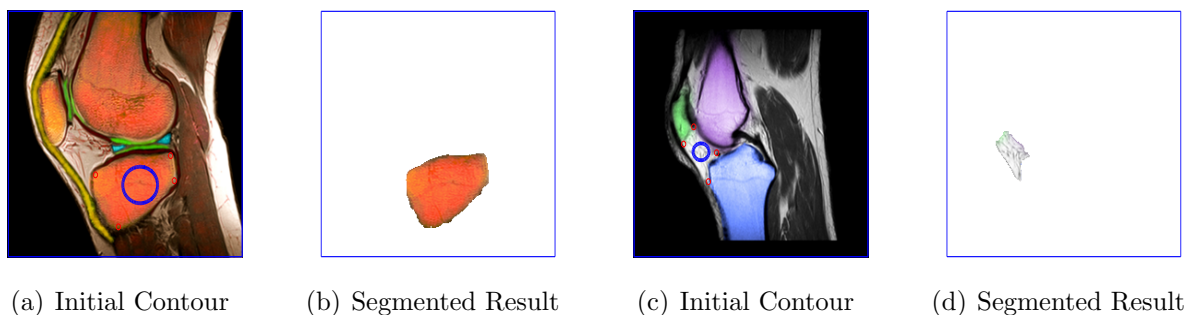 (a) Initial Contour
(b) Segmented Result
(c) Initial Contour
(d) Segmented Result